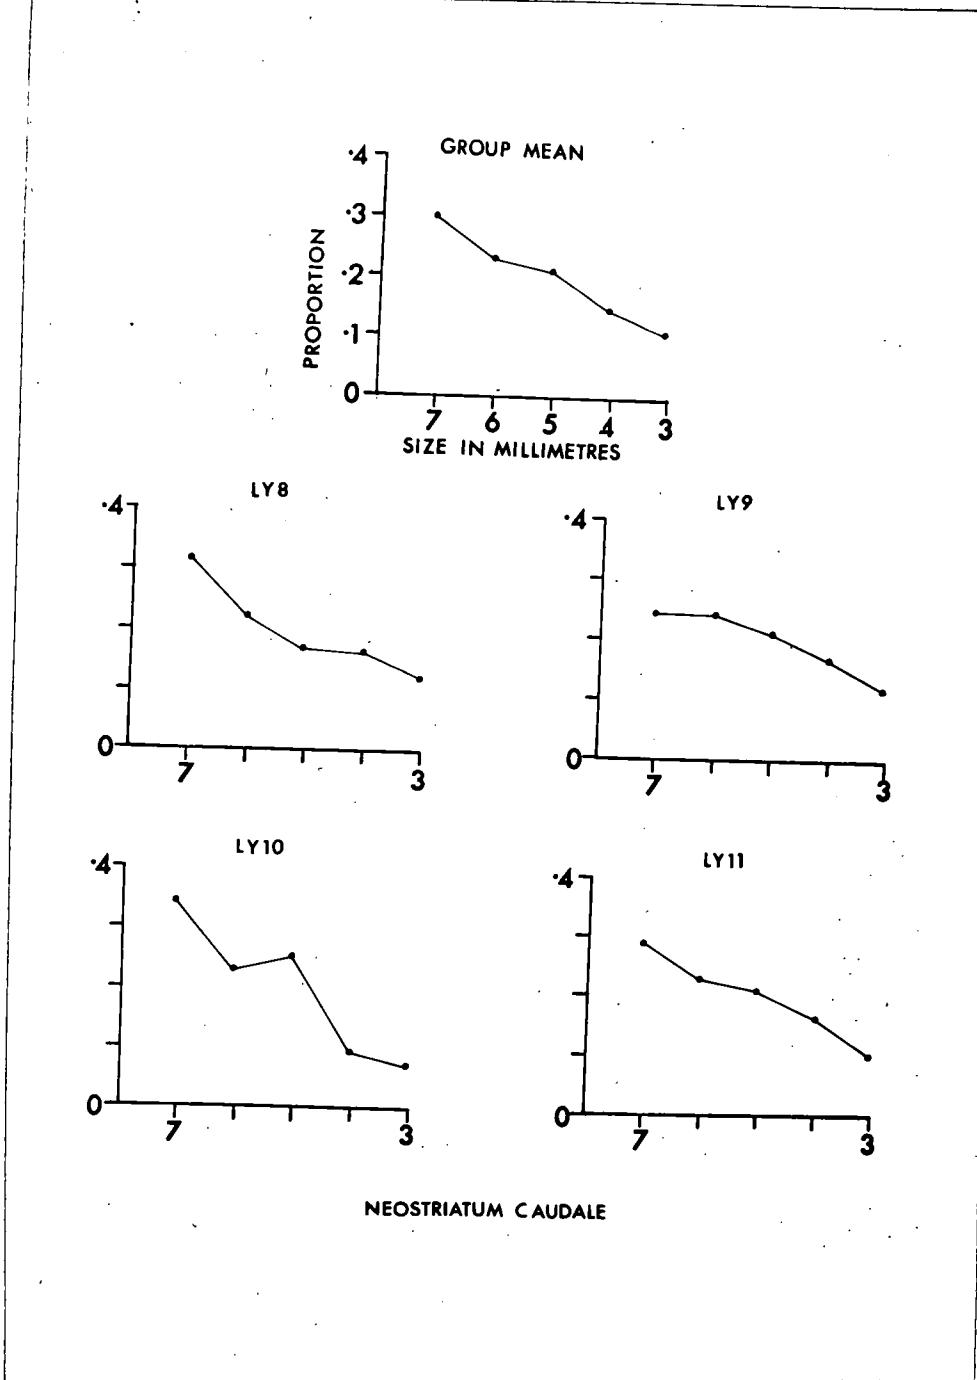 GROUP MEAN
·4
·3
·2
·1
0
PROPORTION
7 6 5 4 3
SIZE IN MILLIMETRES
LY8
·4
0
7 3
LY9
·4
0
7 3
LY10
·4
0
7 3
LY11
·4
0
7 3
NEOSTRIATUM CAUDALE